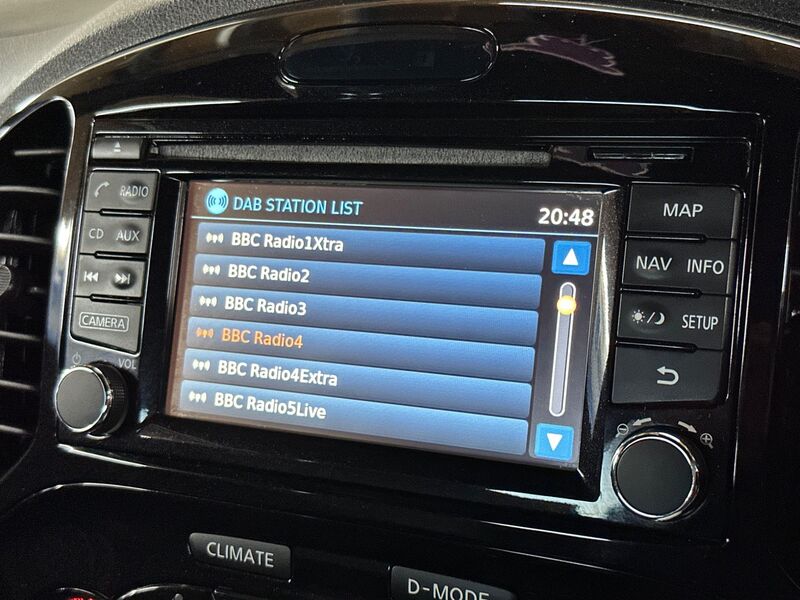 DAB STATION LIST
20:48
BBC Radio1Xtra
BBC Radio2
BBC Radio3
BBC Radio4
BBC Radio4Extra
BBC Radio5Live
RADIO
CD AUX
CAMERA
VOL
MAP
NAV INFO
SETUP
CLIMATE
D-MODE